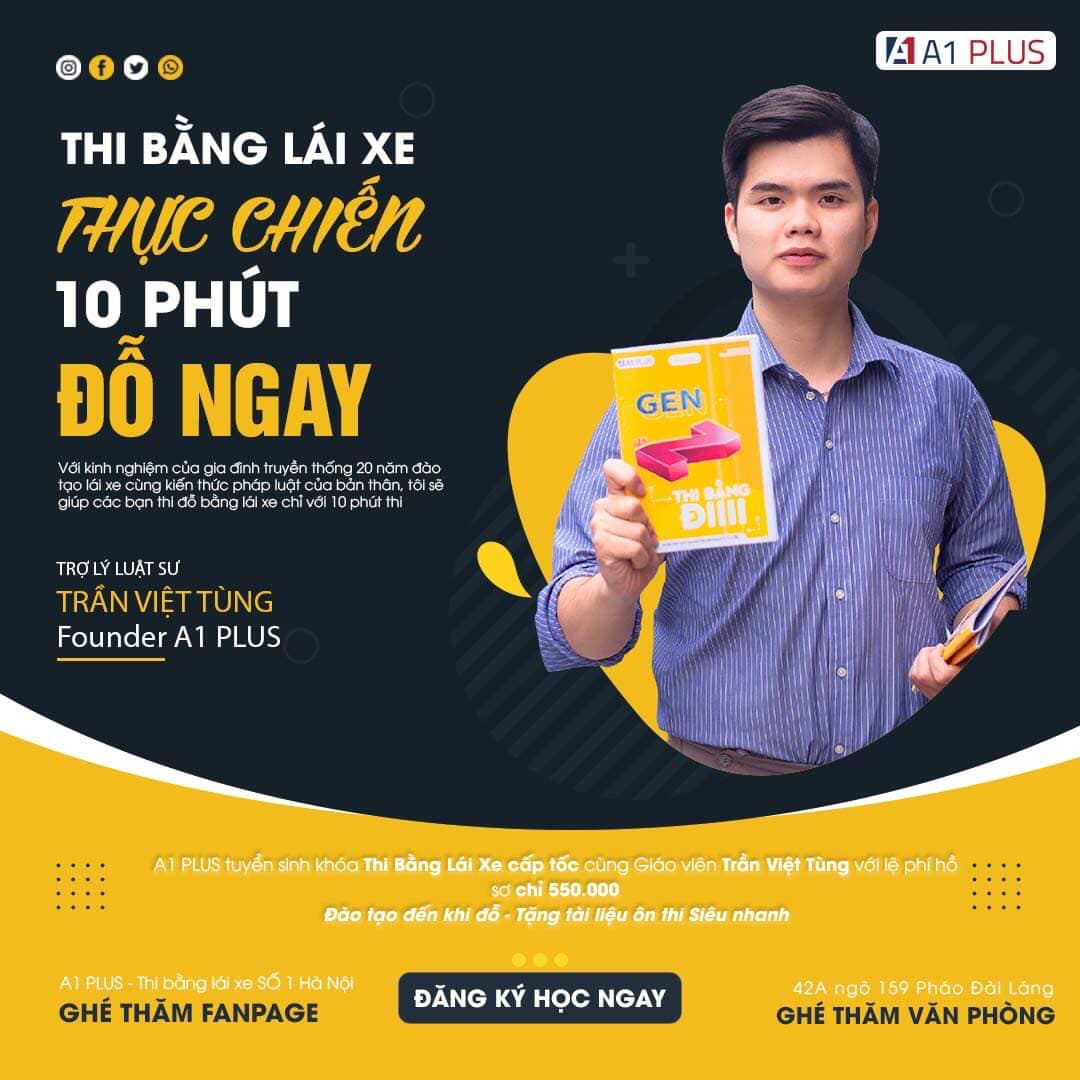 A1 A1 PLUS
THI BẰNG LÁI XE
THỰC CHIẾN
10 PHÚT
ĐỖ NGAY
Với kinh nghiệm của gia đình truyền thống 20 năm đào
tạo lái xe cùng kiến thức pháp luật của bản thân, tôi sẽ
giúp các bạn thi đỗ bằng lái xe chỉ với 10 phút thi
TRỢ LÝ LUẬT SƯ
TRẦN VIỆT TÙNG
Founder A1 PLUS
A1 PLUS
GEN
THI BẰNG
ĐIIII
A1 PLUS tuyển sinh khóa Thi Bằng Lái Xe cấp tốc cùng Giáo viên Trần Việt Tùng với lệ phí hồ
sơ chỉ 550.000
Đào tạo đến khi đỗ - Tặng tài liệu ôn thi Siêu nhanh
A1 PLUS - Thi bằng lái xe SỐ 1 Hà Nội
GHÉ THĂM FANPAGE
ĐĂNG KÝ HỌC NGAY
42A ngõ 159 Pháo Đài Láng
GHÉ THĂM VĂN PHÒNG